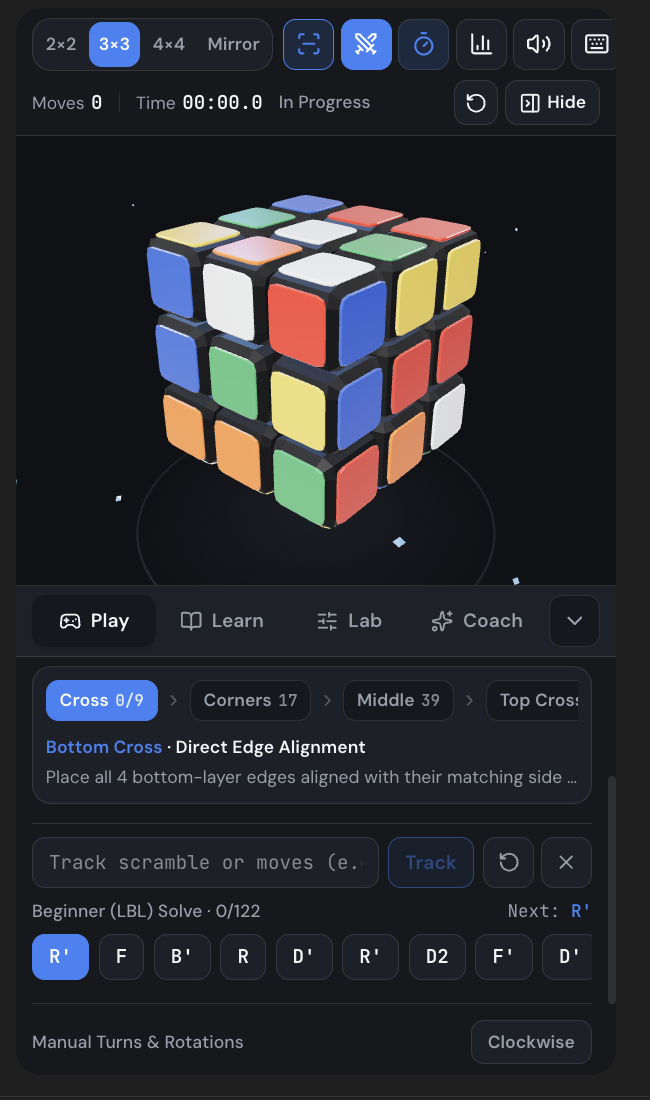 2×2 3×3 4×4 Mirror
Moves 0 Time 00:00.0 In Progress Hide
Play Learn Lab Coach
Cross 0/9 Corners 17 Middle 39 Top Cross
Bottom Cross · Direct Edge Alignment
Place all 4 bottom-layer edges aligned with their matching side ...
Track scramble or moves (e. Track
Beginner (LBL) Solve · 0/122 Next: R'
R' F B' R D' R' D2 F' D'
Manual Turns & Rotations Clockwise